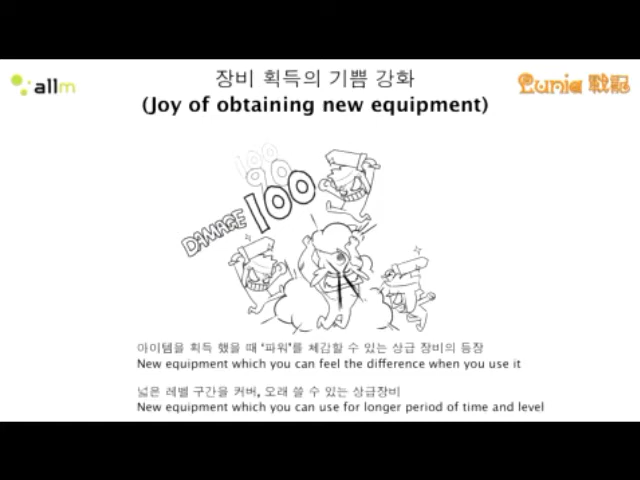 장비 획득의 기쁨 강화
allm
Lunia 戰記
(Joy of obtaining new equipment)
100
90
DAMAGE 100
아이템을 획득 했을 때 '파워'를 체감할 수 있는 상급 장비의 등장
New equipment which you can feel the difference when you use it
넓은 레벨 구간을 커버, 오래 쓸 수 있는 상급장비
New equipment which you can use for longer period of time and level